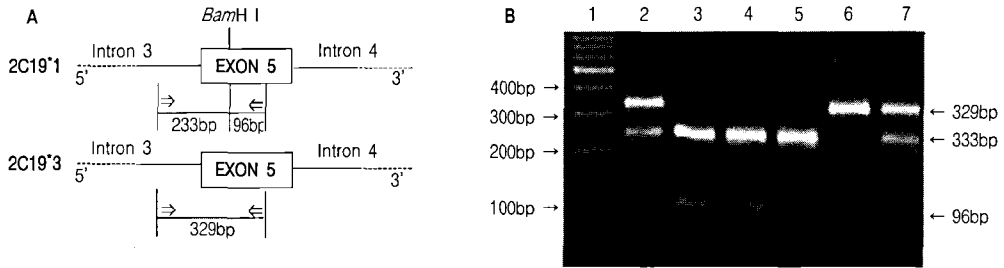 A
BamH I
Intron 3
Intron 4
2C19*1
5'
EXON 5
3'
233bp
96bp
Intron 3
Intron 4
2C19*3
5'
EXON 5
3'
329bp
B
1 2 3 4 5 6 7
400bp →
300bp →
200bp →
100bp →
← 329bp
← 333bp
← 96bp